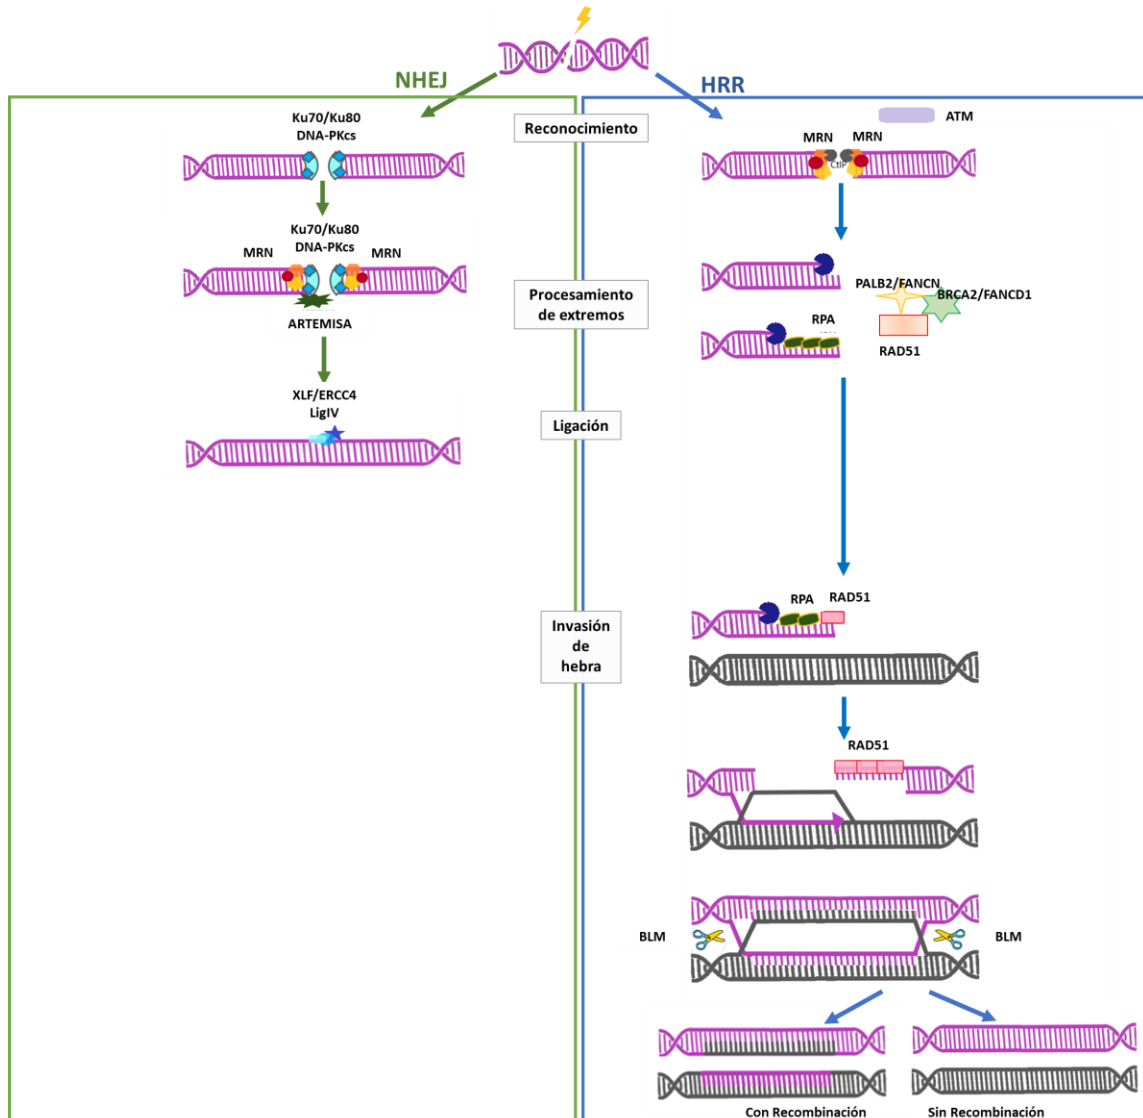 NHEJ
HRR
Reconocimiento
Ku70/Ku80
DNA-PKcs
ATM
MRN MRN
CtIP
Ku70/Ku80
DNA-PKcs
MRN MRN
ARTEMISA
Procesamiento
de extremos
PALB2/FANCN
BRCA2/FANCD1
RPA
RAD51
XLF/ERCC4
LigIV
Ligación
RPA RAD51
Invasión
de
hebra
RAD51
BLM BLM
Con Recombinación Sin Recombinación